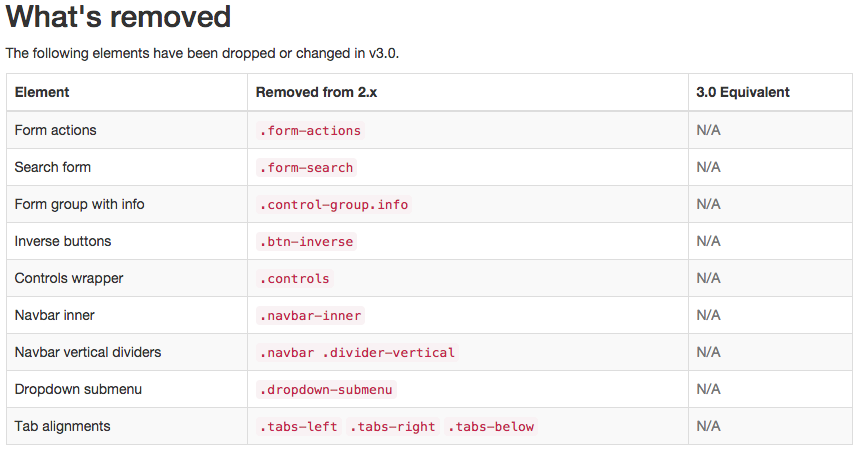 What's removed
The following elements have been dropped or changed in v3.0.
Element Removed from 2.x 3.0 Equivalent
Form actions .form-actions N/A
Search form .form-search N/A
Form group with info .control-group.info N/A
Inverse buttons .btn-inverse N/A
Controls wrapper .controls N/A
Navbar inner .navbar-inner N/A
Navbar vertical dividers .navbar .divider-vertical N/A
Dropdown submenu .dropdown-submenu N/A
Tab alignments .tabs-left .tabs-right .tabs-below N/A